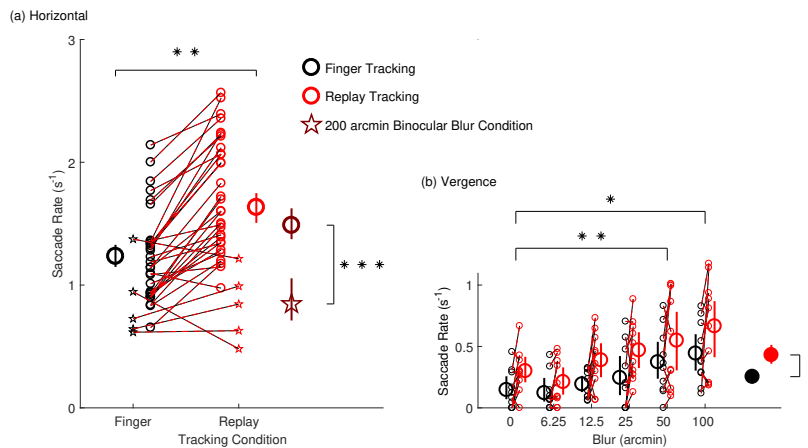 (a) Horizontal
3
2
1
0
Saccade Rate (s⁻¹)
Finger
Replay
Tracking Condition
* *
Finger Tracking
Replay Tracking
200 arcmin Binocular Blur Condition
* * *
(b) Vergence
*
* *
1
0.5
0
Saccade Rate (s⁻¹)
0
6.25
12.5
25
50
100
Blur (arcmin)